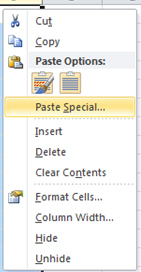 Cut
Copy
Paste Options:
Paste Special...
Insert
Delete
Clear Contents
Format Cells...
Column Width...
Hide
Unhide